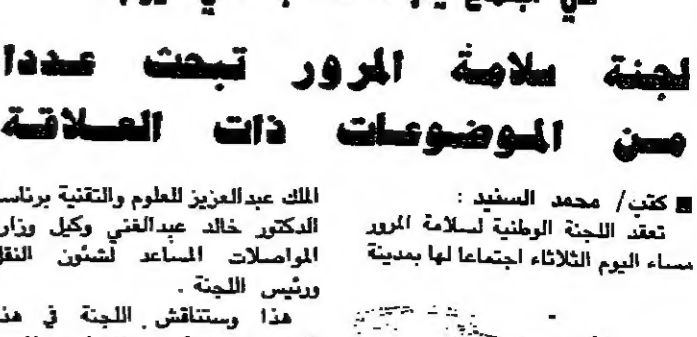 لجنة سلامة المرور تبحث عددا
من الموضوعات ذات العلاقة
كتب/ محمد السنيد :
تعقد اللجنة الوطنية لسلامة المرور
مساء اليوم الثلاثاء اجتماعا لها بمدينة
الملك عبدالعزيز للعلوم والتقنية برئاسة
الدكتور خالد عبدالغني وكيل وزارة
المواصلات المساعد لشئون النقل
ورئيس اللجنة .
هذا وستناقش اللجنة في هذا